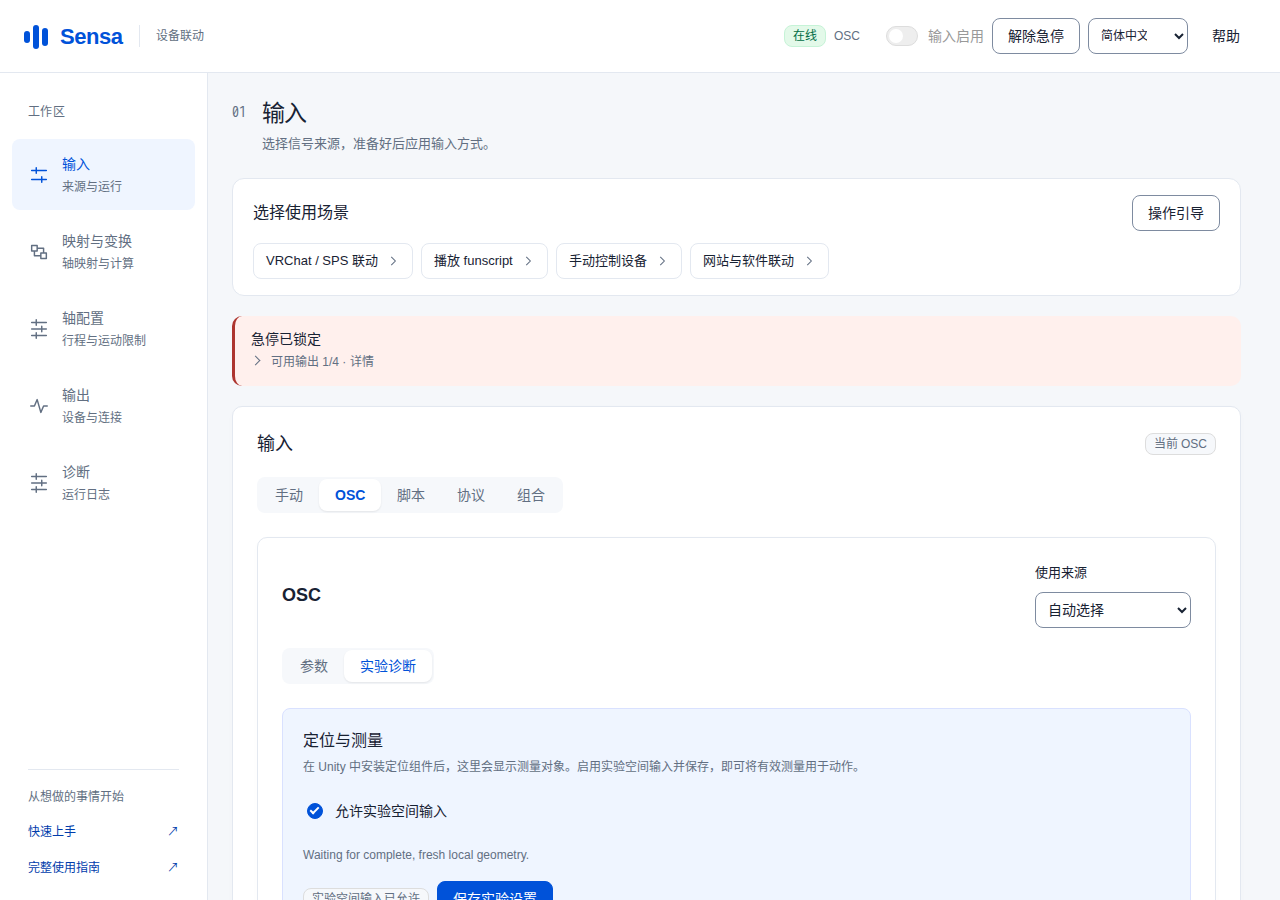 Sensa
设备联动
在线 OSC 输入启用 解除急停 简体中文 帮助
工作区
输入
来源与运行
映射与变换
轴映射与计算
轴配置
行程与运动限制
输出
设备与连接
诊断
运行日志
从想做的事情开始
快速上手 ↗
完整使用指南 ↗
01 输入
选择信号来源，准备好后应用输入方式。
选择使用场景
操作引导
VRChat / SPS 联动
播放 funscript
手动控制设备
网站与软件联动
急停已锁定
可用输出 1/4 · 详情
输入
当前 OSC
手动 OSC 脚本 协议 组合
OSC
使用来源
自动选择
参数 实验诊断
定位与测量
在 Unity 中安装定位组件后，这里会显示测量对象。启用实验空间输入并保存，即可将有效测量用于动作。
允许实验空间输入
Waiting for complete, fresh local geometry.
实验空间输入已允许 保存实验设置